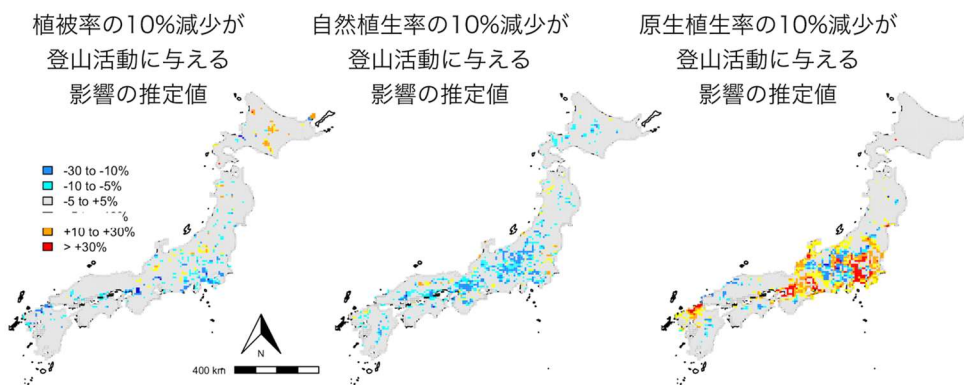 植被率の10%減少が
登山活動に与える
影響の推定値
自然植生率の10%減少が
登山活動に与える
影響の推定値
原生植生率の10%減少が
登山活動に与える
影響の推定値
-30 to -10%
-10 to -5%
-5 to +5%
+10 to +30%
> +30%
N
400 km